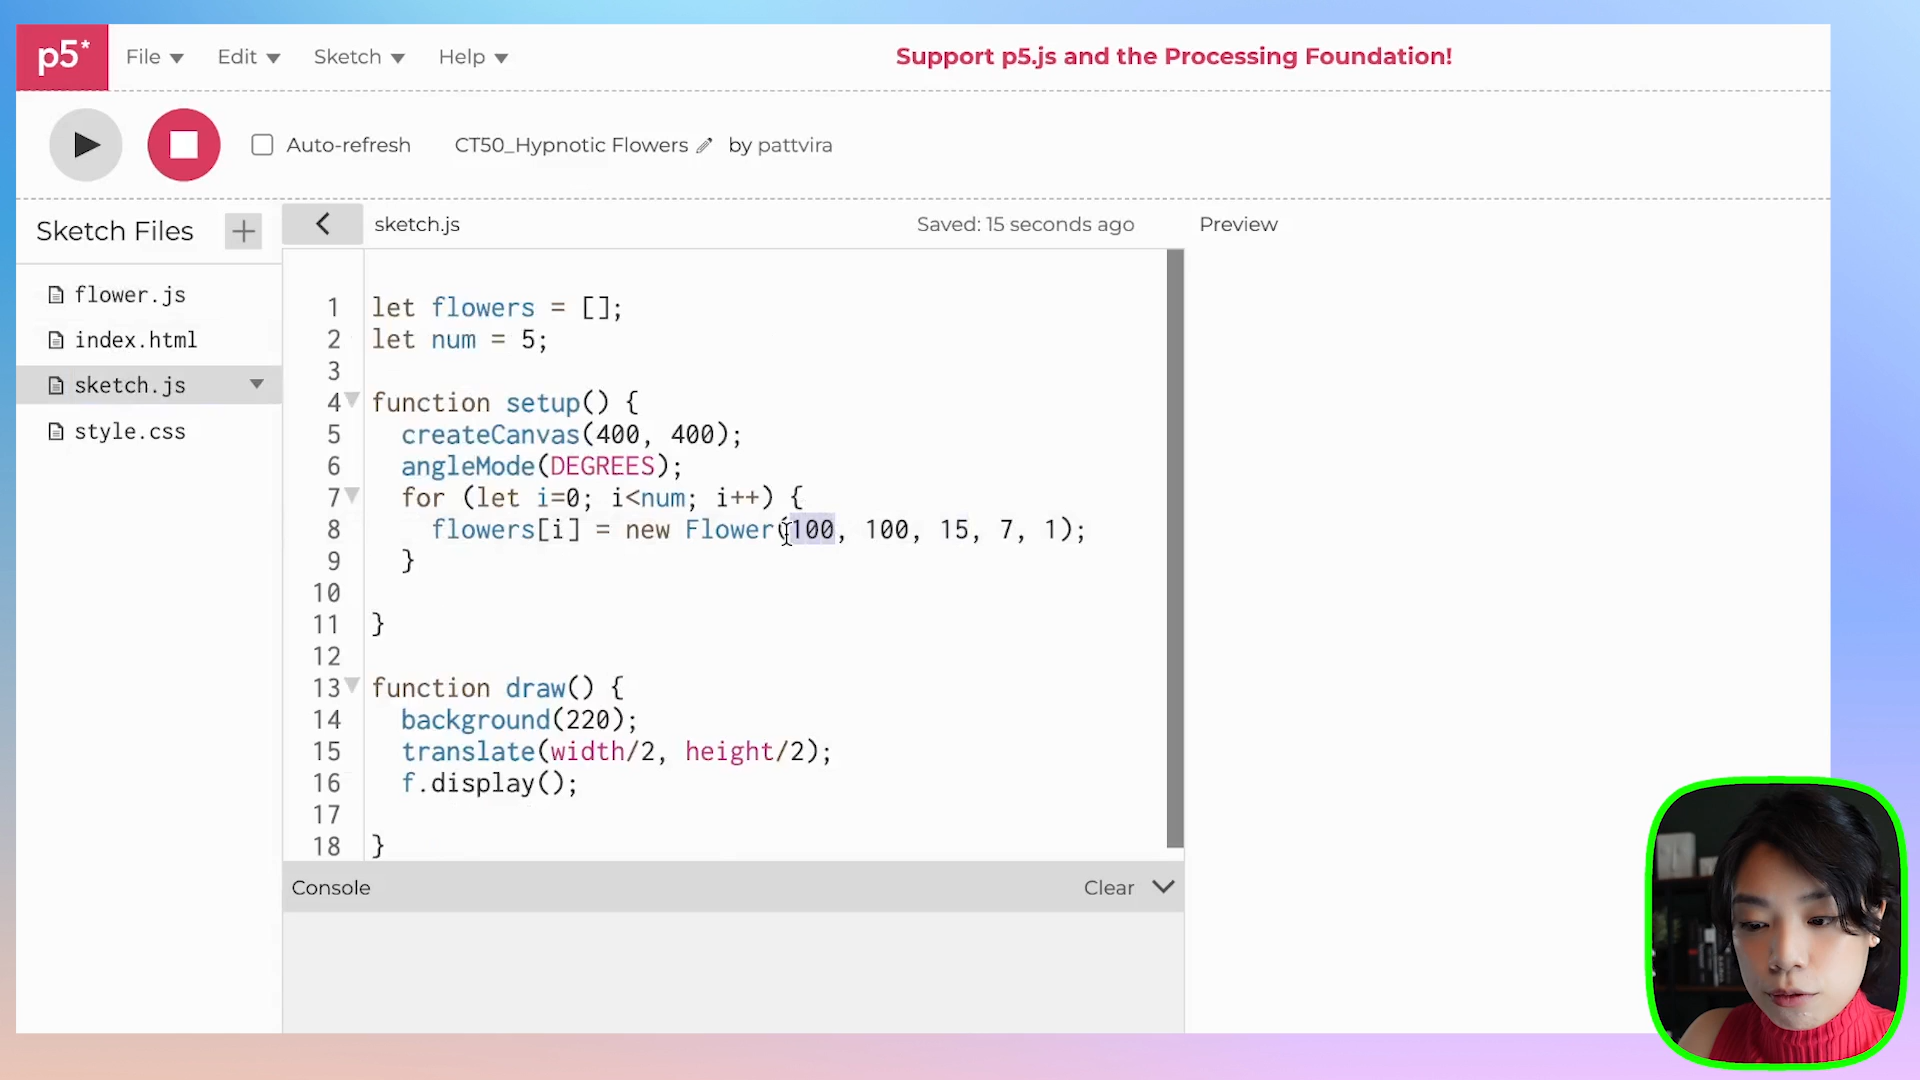 p5*
File Edit Sketch Help
Support p5.js and the Processing Foundation!
Auto-refresh CT50_Hypnotic Flowers by pattvira
Sketch Files
sketch.js
Saved: 15 seconds ago
Preview
flower.js
index.html
sketch.js
style.css
1 let flowers = [];
2 let num = 5;
3
4 function setup() {
5 createCanvas(400, 400);
6 angleMode(DEGREES);
7 for (let i=0; i<num; i++) {
8 flowers[i] = new Flower(100, 100, 15, 7, 1);
9 }
10
11 }
12
13 function draw() {
14 background(220);
15 translate(width/2, height/2);
16 f.display();
17
18 }
Console
Clear